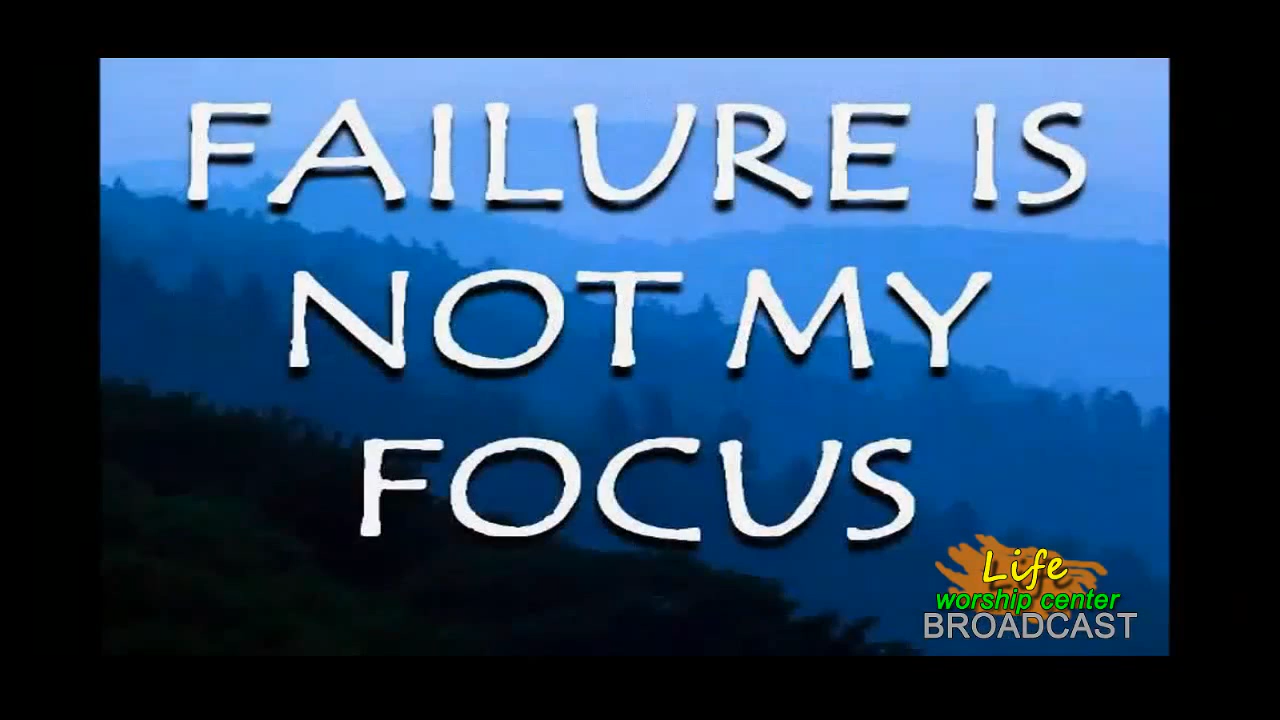 FAILURE IS
NOT MY
FOCUS
Life
worship center
BROADCAST